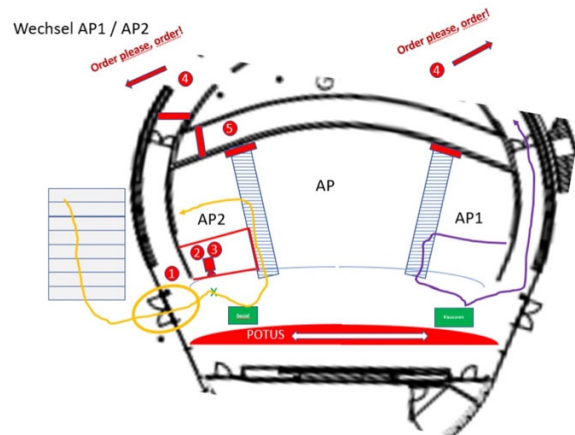 Wechsel AP1 / AP2
Order please, order!
Order please, order!
4
4
G
5
AP
AP2
AP1
2
3
1
X
POTUS